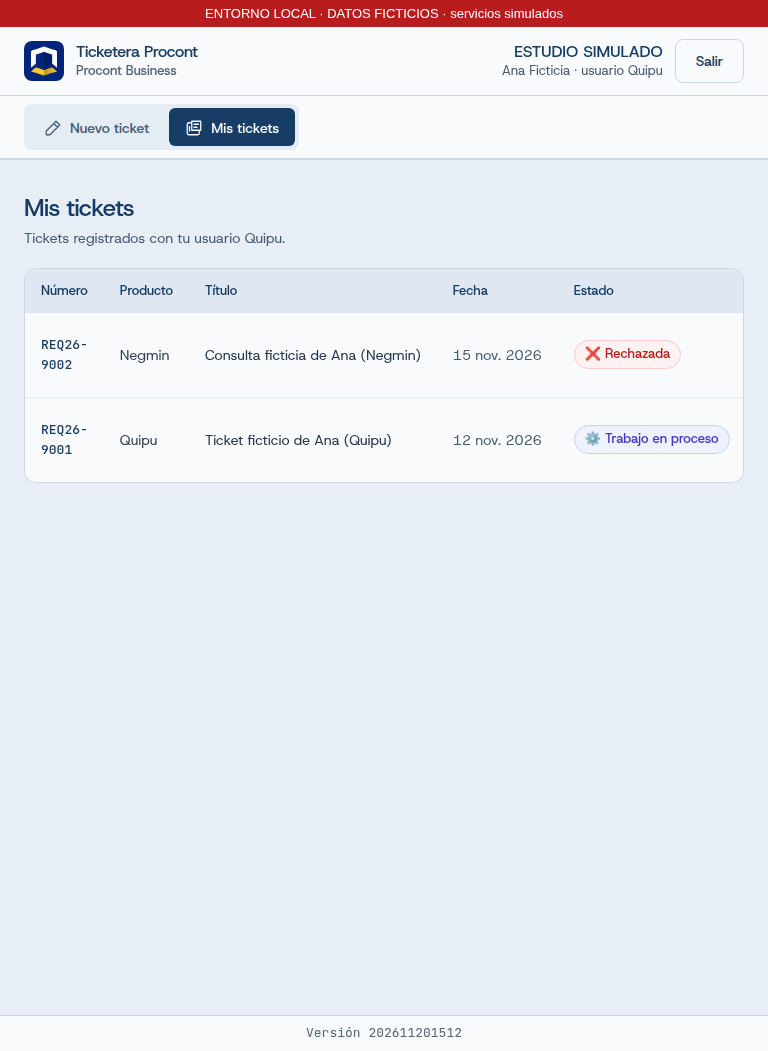 ENTORNO LOCAL · DATOS FICTICIOS · servicios simulados
Ticketera Procont
Procont Business
ESTUDIO SIMULADO
Ana Ficticia · usuario Quipu
Salir
Nuevo ticket
Mis tickets
Mis tickets
Tickets registrados con tu usuario Quipu.
Número Producto Título Fecha Estado
REQ26-
9002
Negmin Consulta ficticia de Ana (Negmin) 15 nov. 2026 ❌ Rechazada
REQ26-
9001
Quipu Ticket ficticio de Ana (Quipu) 12 nov. 2026 ⚙️ Trabajo en proceso
Versión 202611201512